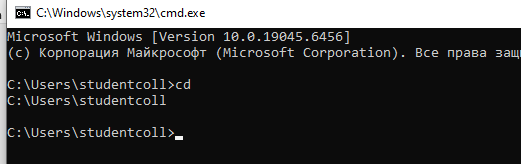 C:\Windows\system32\cmd.exe
Microsoft Windows [Version 10.0.19045.6456]
(c) Корпорация Майкрософт (Microsoft Corporation). Все права
C:\Users\studentcoll>cd
C:\Users\studentcoll
C:\Users\studentcoll>